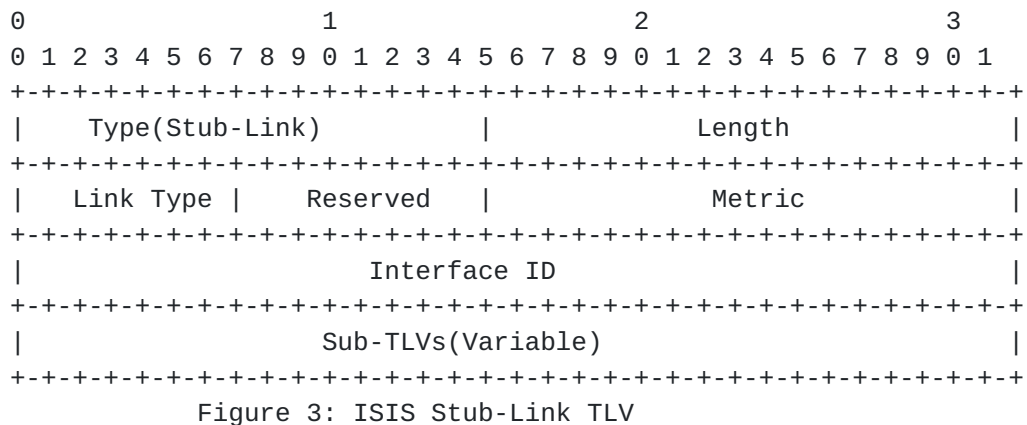 0                   1                   2                   3
0 1 2 3 4 5 6 7 8 9 0 1 2 3 4 5 6 7 8 9 0 1 2 3 4 5 6 7 8 9 0 1
+-+-+-+-+-+-+-+-+-+-+-+-+-+-+-+-+-+-+-+-+-+-+-+-+-+-+-+-+-+-+-+-+
|    Type(Stub-Link)          |             Length              |
+-+-+-+-+-+-+-+-+-+-+-+-+-+-+-+-+-+-+-+-+-+-+-+-+-+-+-+-+-+-+-+-+
|   Link Type |    Reserved   |              Metric             |
+-+-+-+-+-+-+-+-+-+-+-+-+-+-+-+-+-+-+-+-+-+-+-+-+-+-+-+-+-+-+-+-+
|                      Interface ID                             |
+-+-+-+-+-+-+-+-+-+-+-+-+-+-+-+-+-+-+-+-+-+-+-+-+-+-+-+-+-+-+-+-+
|                   Sub-TLVs(Variable)                          |
+-+-+-+-+-+-+-+-+-+-+-+-+-+-+-+-+-+-+-+-+-+-+-+-+-+-+-+-+-+-+-+-+
            Figure 3: ISIS Stub-Link TLV